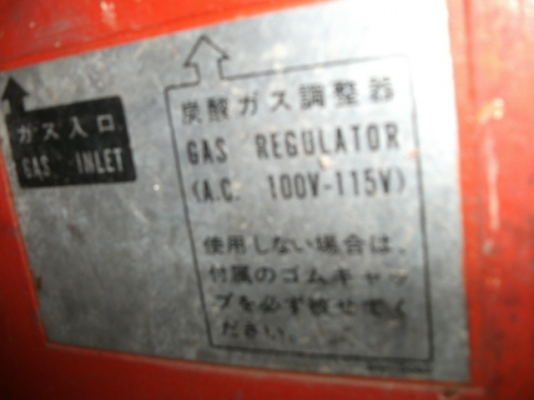 ガス入口
GAS INLET
炭酸ガス調整器
GAS REGULATOR
(A.C. 100V-115V)
使用しない場合は、
付属のゴムキャッ
プを必ず被せてく
ださい。